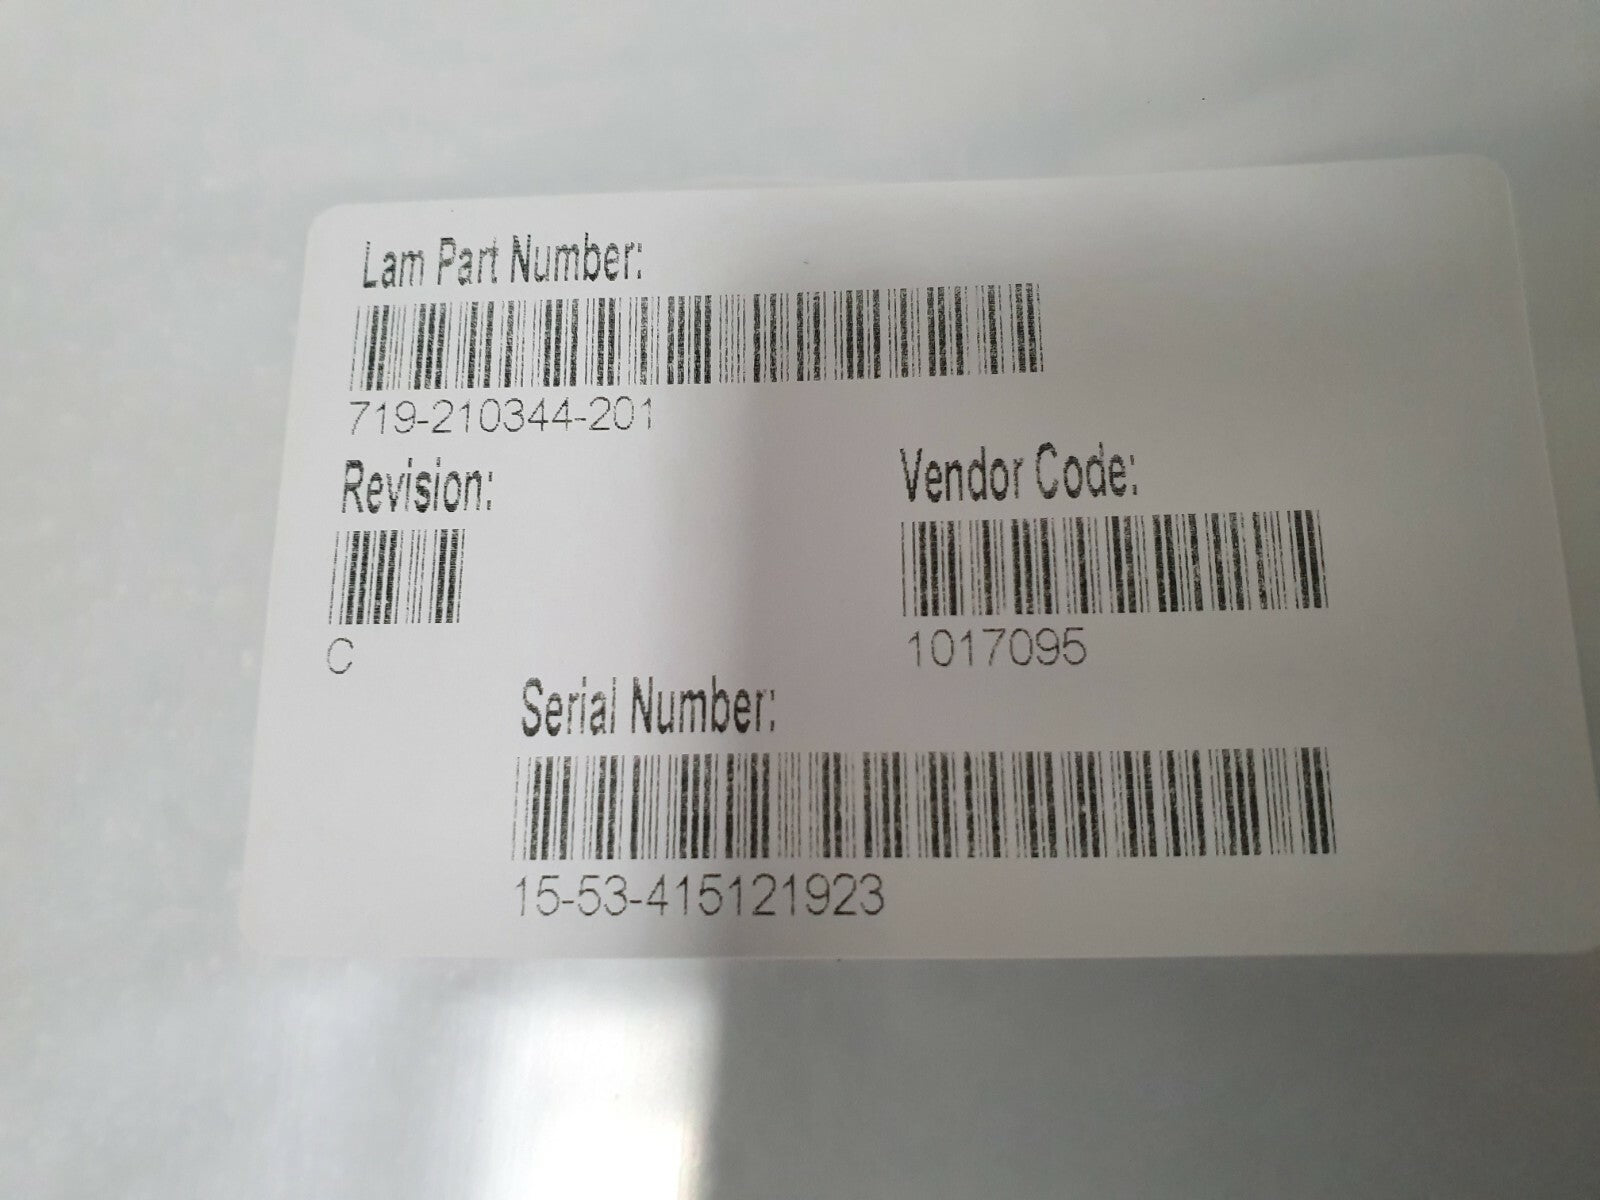 Lam Part Number:
719-210344-201
Revision:
C
Vendor Code:
1017095
Serial Number:
15-53-415121923